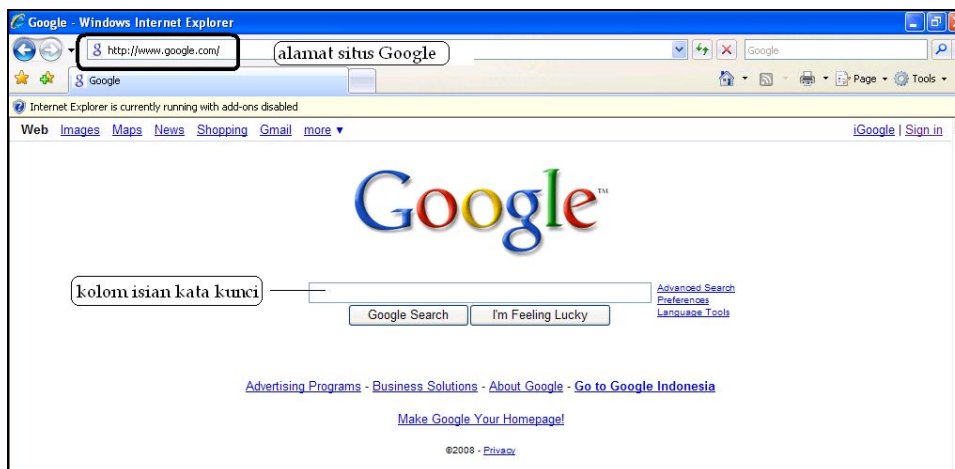 Google - Windows Internet Explorer
http://www.google.com/ alamat situs Google Google
Google Page Tools
Internet Explorer is currently running with add-ons disabled
Web Images Maps News Shopping Gmail more ▼ iGoogle | Sign in
Google™
kolom isian kata kunci Advanced Search
Preferences
Google Search I'm Feeling Lucky Language Tools
Advertising Programs - Business Solutions - About Google - Go to Google Indonesia
Make Google Your Homepage!
©2008 - Privacy